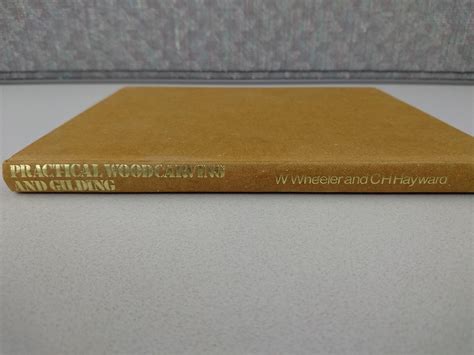 PRACTICAL WOODCARVING
AND GILDING
W Wheeler and C H Hayward